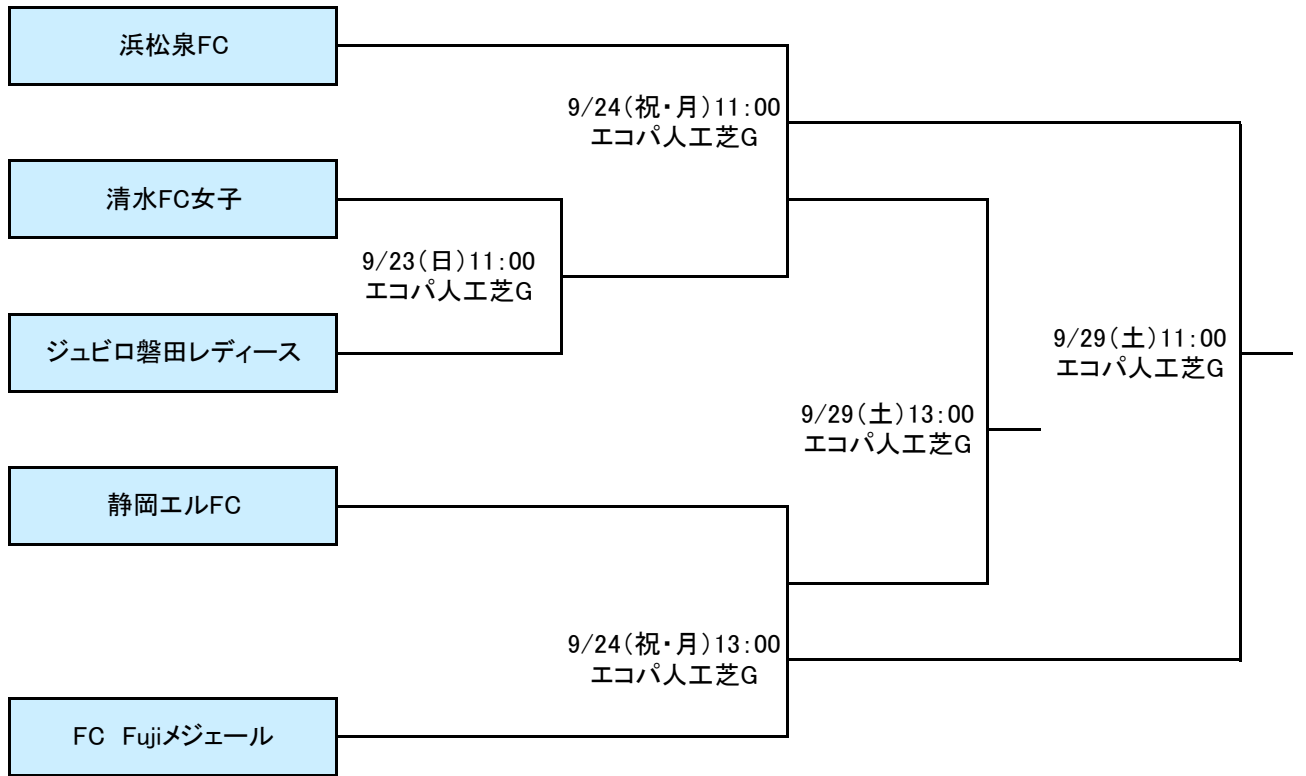 浜松泉FC
9/24(祝・月)11:00
エコパ人工芝G
清水FC女子
9/23(日)11:00
エコパ人工芝G
ジュビロ磐田レディース
9/29(土)11:00
エコパ人工芝G
9/29(土)13:00
エコパ人工芝G
静岡エルFC
9/24(祝・月)13:00
エコパ人工芝G
FC　Fujiメジェール